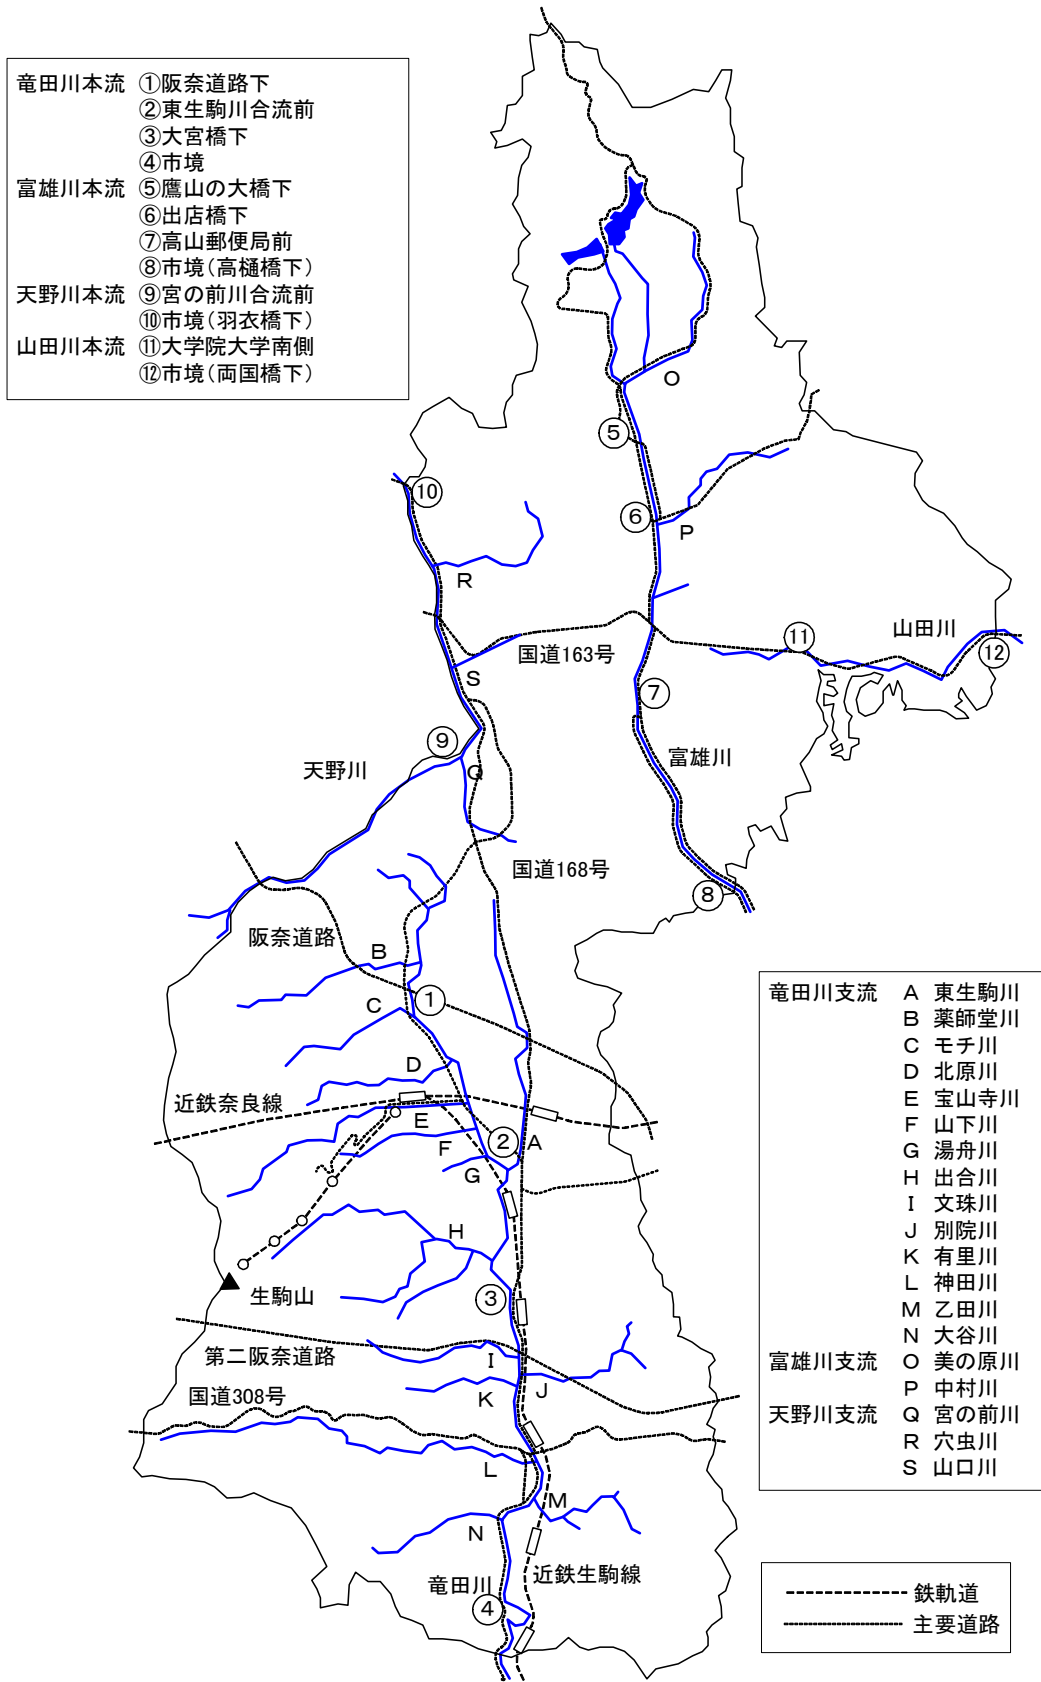 竜田川本流 ①阪奈道路下
②東生駒川合流前
③大宮橋下
④市境
富雄川本流 ⑤鷹山の大橋下
⑥出店橋下
⑦高山郵便局前
⑧市境(高樋橋下)
天野川本流 ⑨宮の前川合流前
⑩市境(羽衣橋下)
山田川本流 ⑪大学院大学南側
⑫市境(両国橋下)
O
⑤
⑩
⑥
P
R
山田川
⑪
⑫
国道163号
S
⑦
⑨
富雄川
天野川
Q
国道168号
⑧
阪奈道路
B
①
C
D
近鉄奈良線
E
②
A
F
G
H
生駒山
③
第二阪奈道路
I
国道308号
J
K
L
M
N
竜田川
近鉄生駒線
④
竜田川支流 A 東生駒川
B 薬師堂川
C モチ川
D 北原川
E 宝山寺川
F 山下川
G 湯舟川
H 出合川
I 文珠川
J 別院川
K 有里川
L 神田川
M 乙田川
N 大谷川
富雄川支流 O 美の原川
P 中村川
天野川支流 Q 宮の前川
R 穴虫川
S 山口川
鉄軌道
主要道路